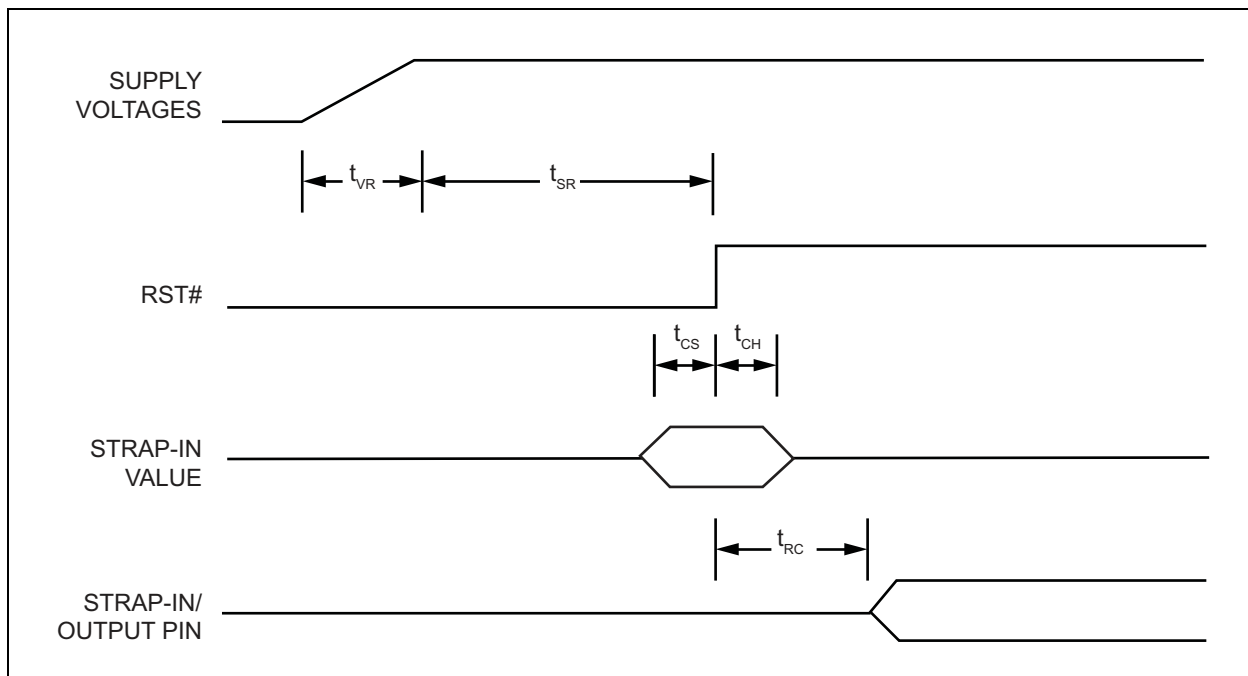 SUPPLY
VOLTAGES
tVR
tSR
RST#
tCS
tCH
STRAP-IN
VALUE
tRC
STRAP-IN/
OUTPUT PIN